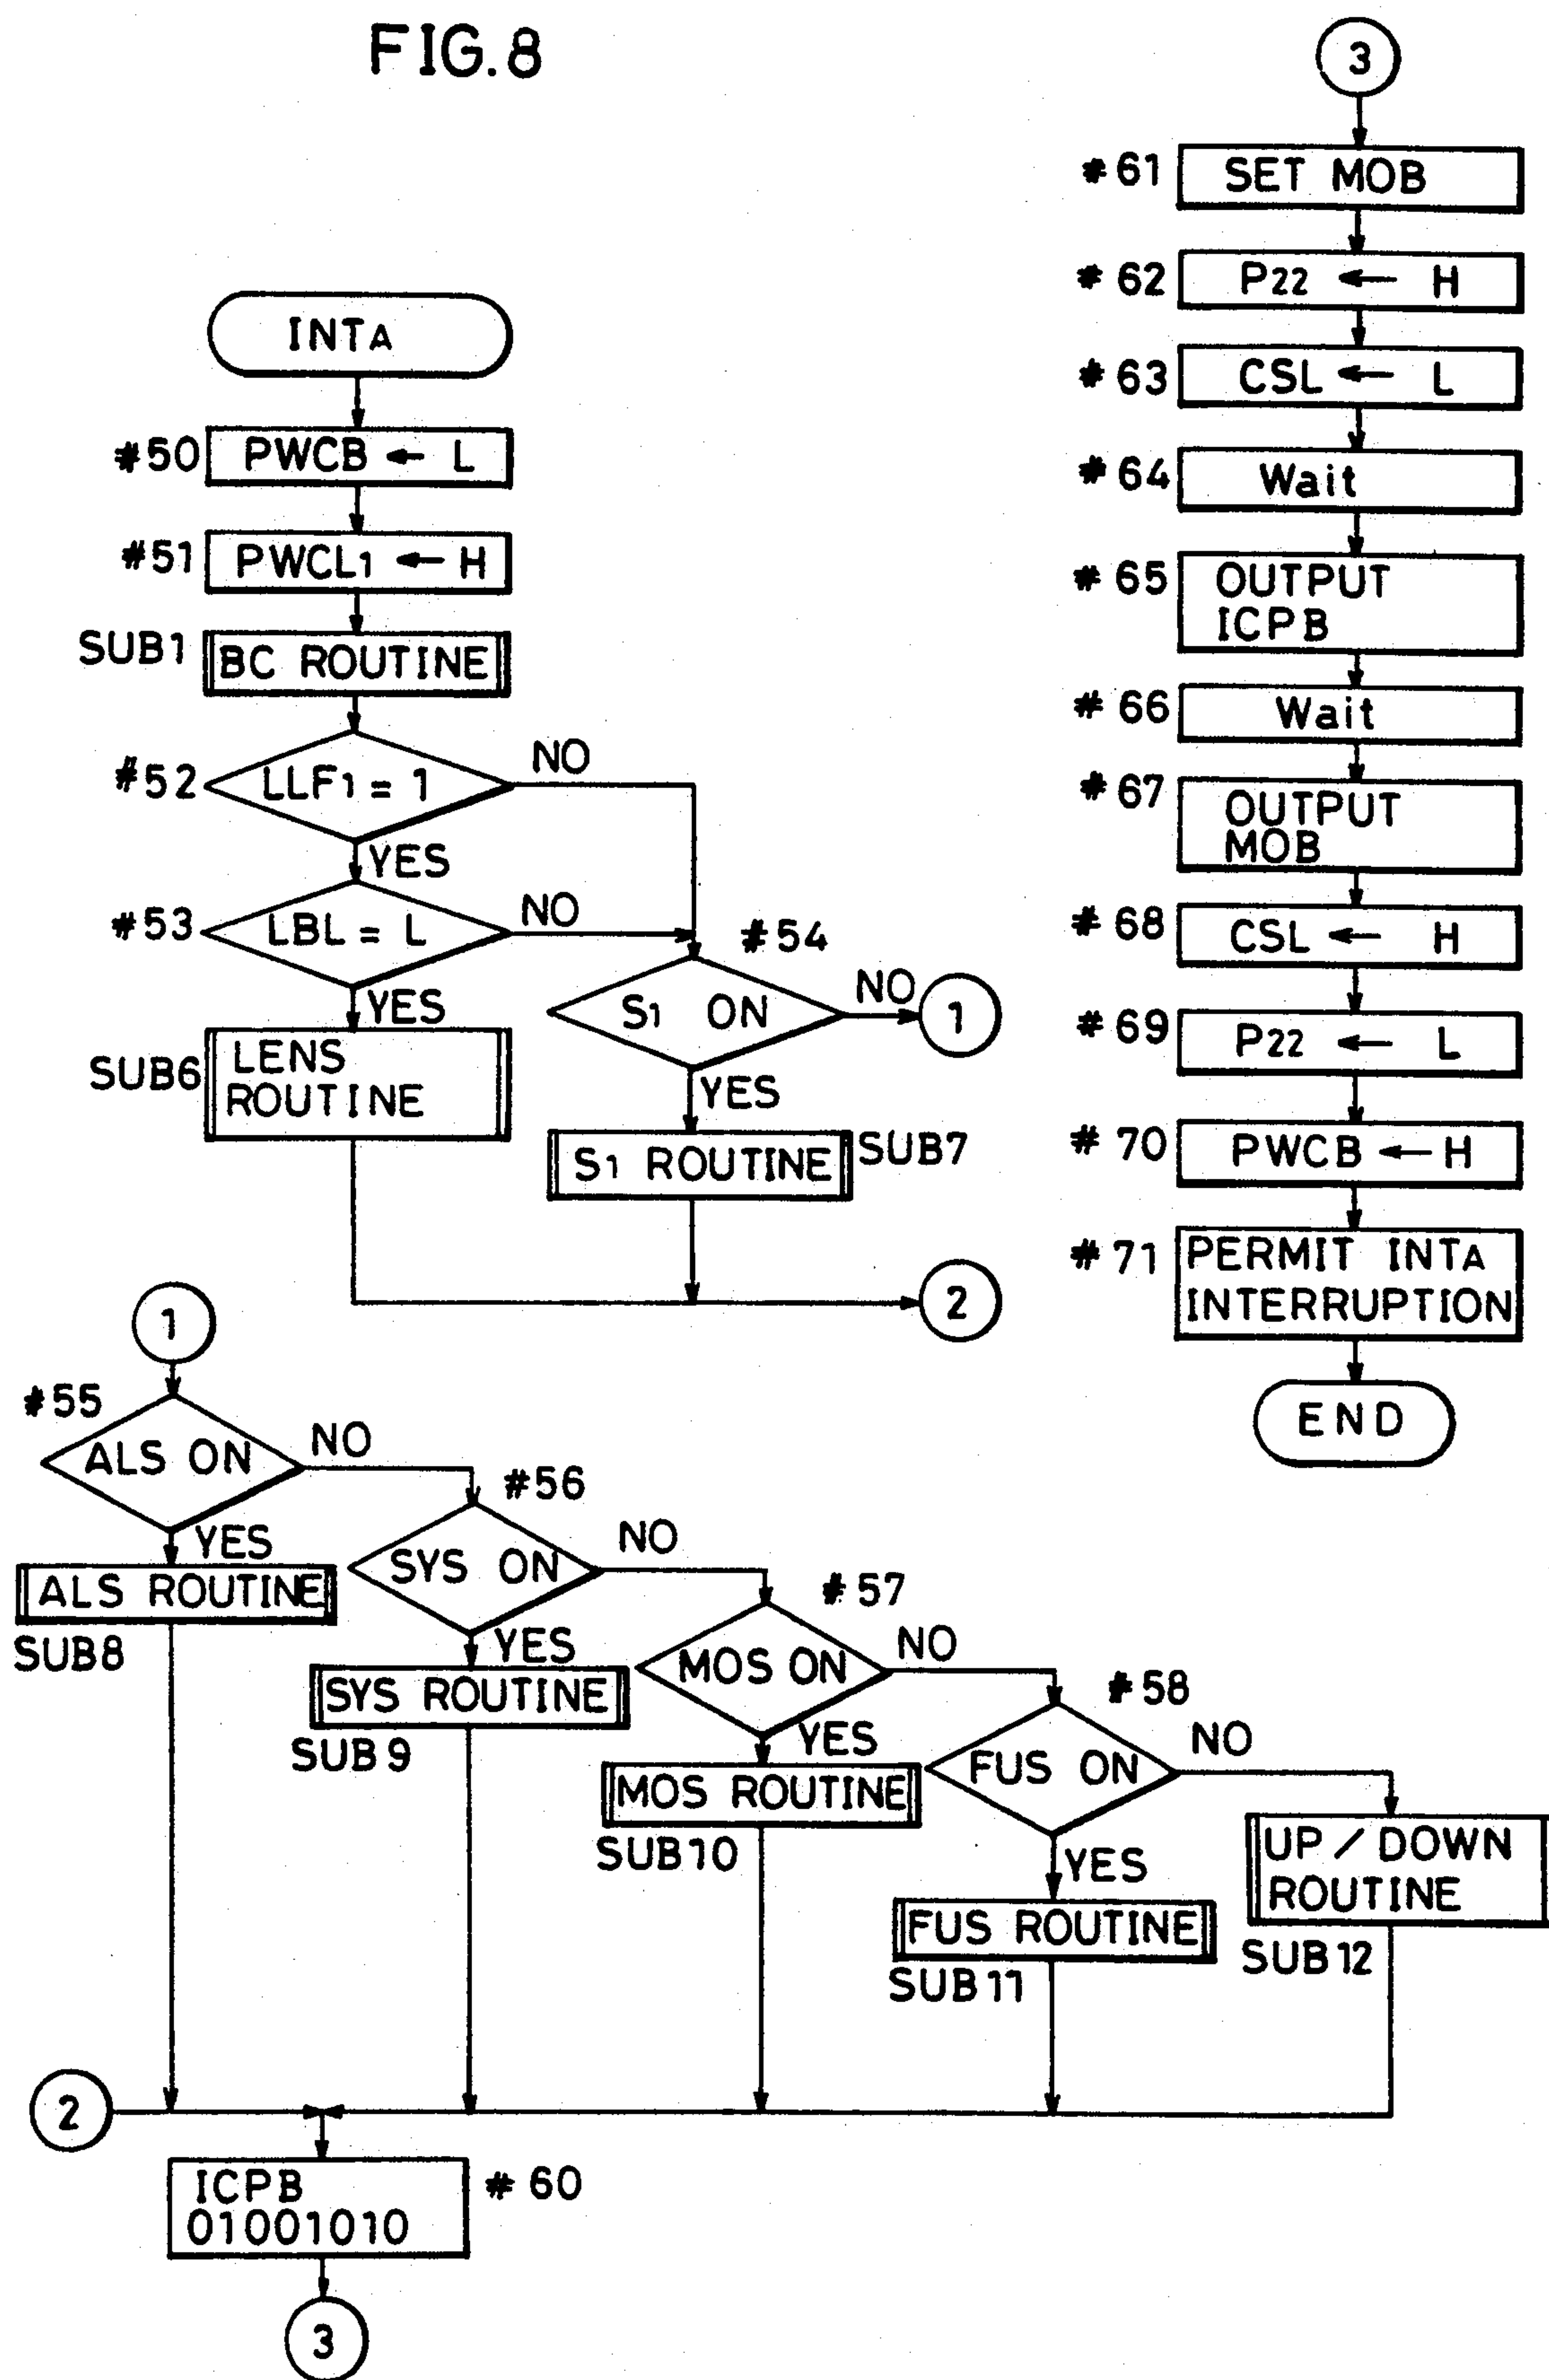 FIG. 8
INTA
#50 PWCB ← L
#51 PWCL1 ← H
SUB1 BC ROUTINE
#52 LLF1 = 1 NO
YES
#53 LBL = L NO
YES
#54
S1 ON NO 1
YES
SUB6 LENS
ROUTINE
S1 ROUTINE SUB7
2
1
#55
ALS ON NO
YES
ALS ROUTINE
SUB8
#56
SYS ON NO
YES
SYS ROUTINE
SUB9
#57
MOS ON NO
YES
MOS ROUTINE
SUB10
#58
FUS ON NO
YES
FUS ROUTINE
SUB11
UP / DOWN
ROUTINE
SUB12
2
ICPB #60
01001010
3
3
#61 SET MOB
#62 P22 ← H
#63 CSL ← L
#64 Wait
#65 OUTPUT
ICPB
#66 Wait
#67 OUTPUT
MOB
#68 CSL ← H
#69 P22 ← L
#70 PWCB ← H
#71 PERMIT INTA
INTERRUPTION
END